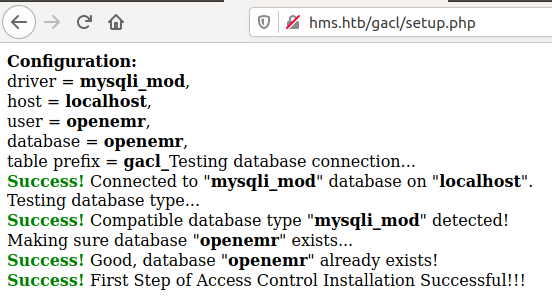 hms.htb/gacl/setup.php
Configuration:
driver = mysqli_mod,
host = localhost,
user = openemr,
database = openemr,
table prefix = gacl_Testing database connection...
Success! Connected to "mysqli_mod" database on "localhost".
Testing database type...
Success! Compatible database type "mysqli_mod" detected!
Making sure database "openemr" exists...
Success! Good, database "openemr" already exists!
Success! First Step of Access Control Installation Successful!!!